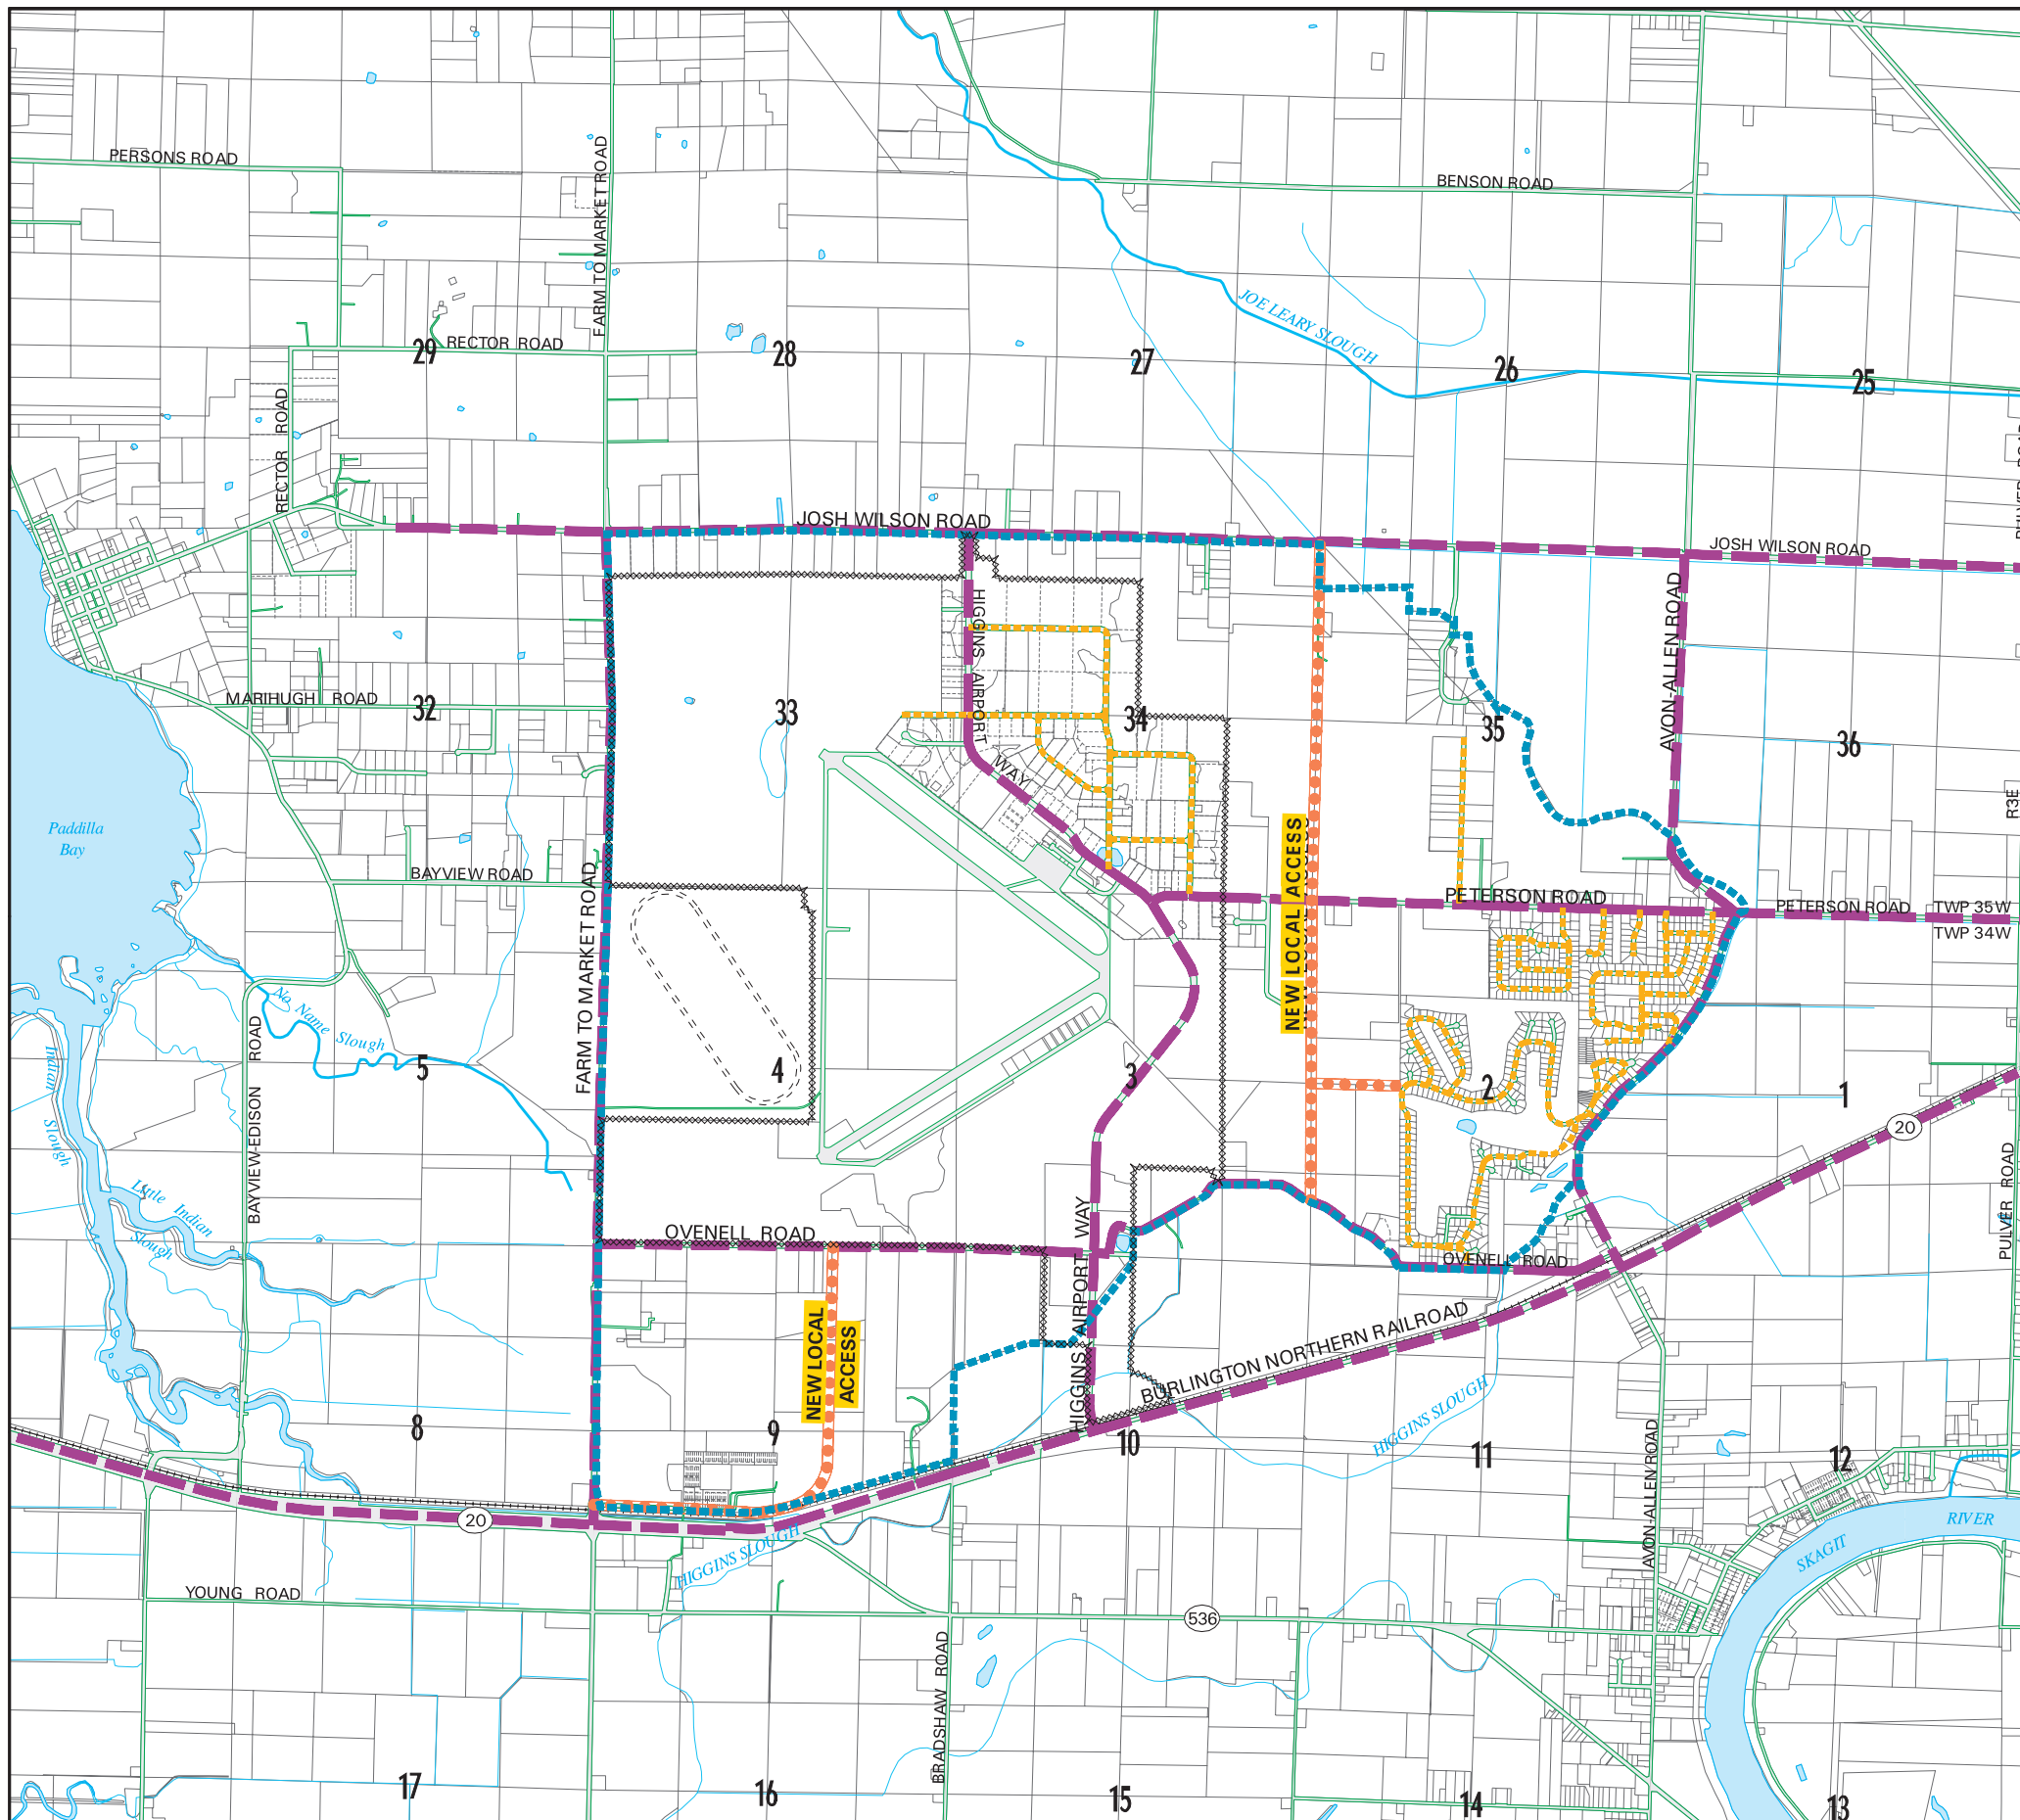 PERSONS ROAD
FARM TO MARKET ROAD
BENSON ROAD
JOE LEARY SLOUGH
29
RECTOR ROAD
28
27
26
25
RECTOR ROAD
JOSH WILSON ROAD
JOSH WILSON ROAD
HIGGINS AIRPORT WAY
AVON-ALLEN ROAD
MARIHUGH ROAD
32
33
34
35
36
R3E
Paddilla
Bay
NEW LOCAL ACCESS
BAYVIEW ROAD
FARM TO MARKET ROAD
PETERSON ROAD
PETERSON ROAD
TWP 35W
TWP 34W
No Name Slough
Indian Slough
BAYVIEW-EDISON ROAD
5
4
3
2
1
20
PULVER ROAD
Little Indian
Slough
OVENELL ROAD
HIGGINS AIRPORT WAY
OVENELL ROAD
NEW LOCAL
ACCESS
BURLINGTON NORTHERN RAILROAD
HIGGINS SLOUGH
8
9
10
11
12
AVON-ALLEN ROAD
20
HIGGINS SLOUGH
SKAGIT RIVER
YOUNG ROAD
536
BRADSHAW ROAD
17
16
15
14
13